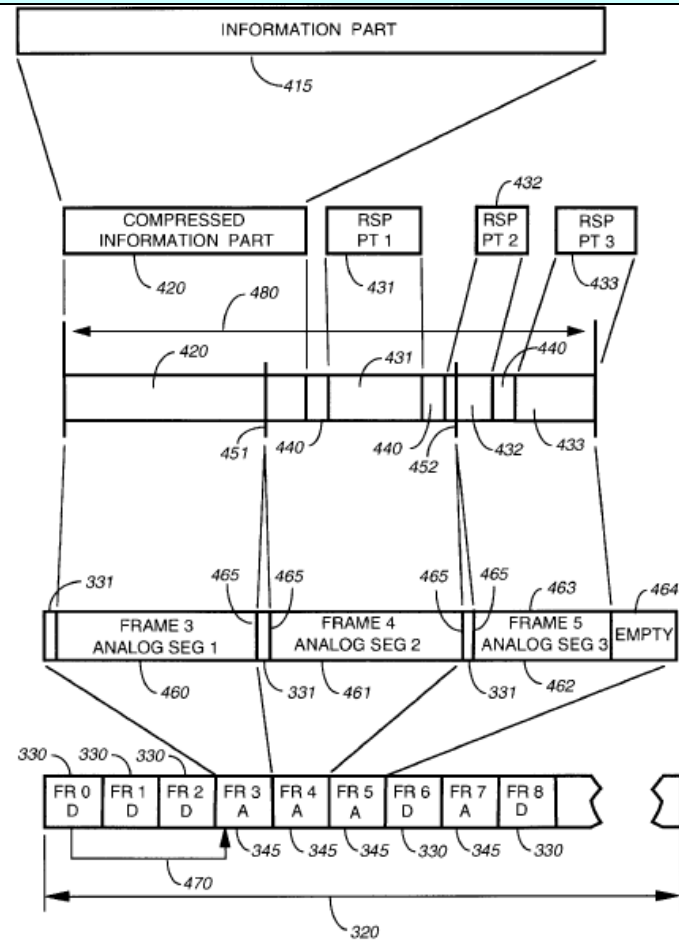 INFORMATION PART
415
432
COMPRESSED
INFORMATION PART
RSP
PT 1
RSP
PT 2
RSP
PT 3
420
431
433
480
420
431
440
451
440
440
452
432
433
331
465
465
465
465
463
464
FRAME 3
ANALOG SEG 1
FRAME 4
ANALOG SEG 2
FRAME 5
ANALOG SEG 3
EMPTY
460
331
461
331
462
330
330
330
FR 0
D
FR 1
D
FR 2
D
FR 3
A
FR 4
A
FR 5
A
FR 6
D
FR 7
A
FR 8
D
345
345
345
330
345
330
470
320